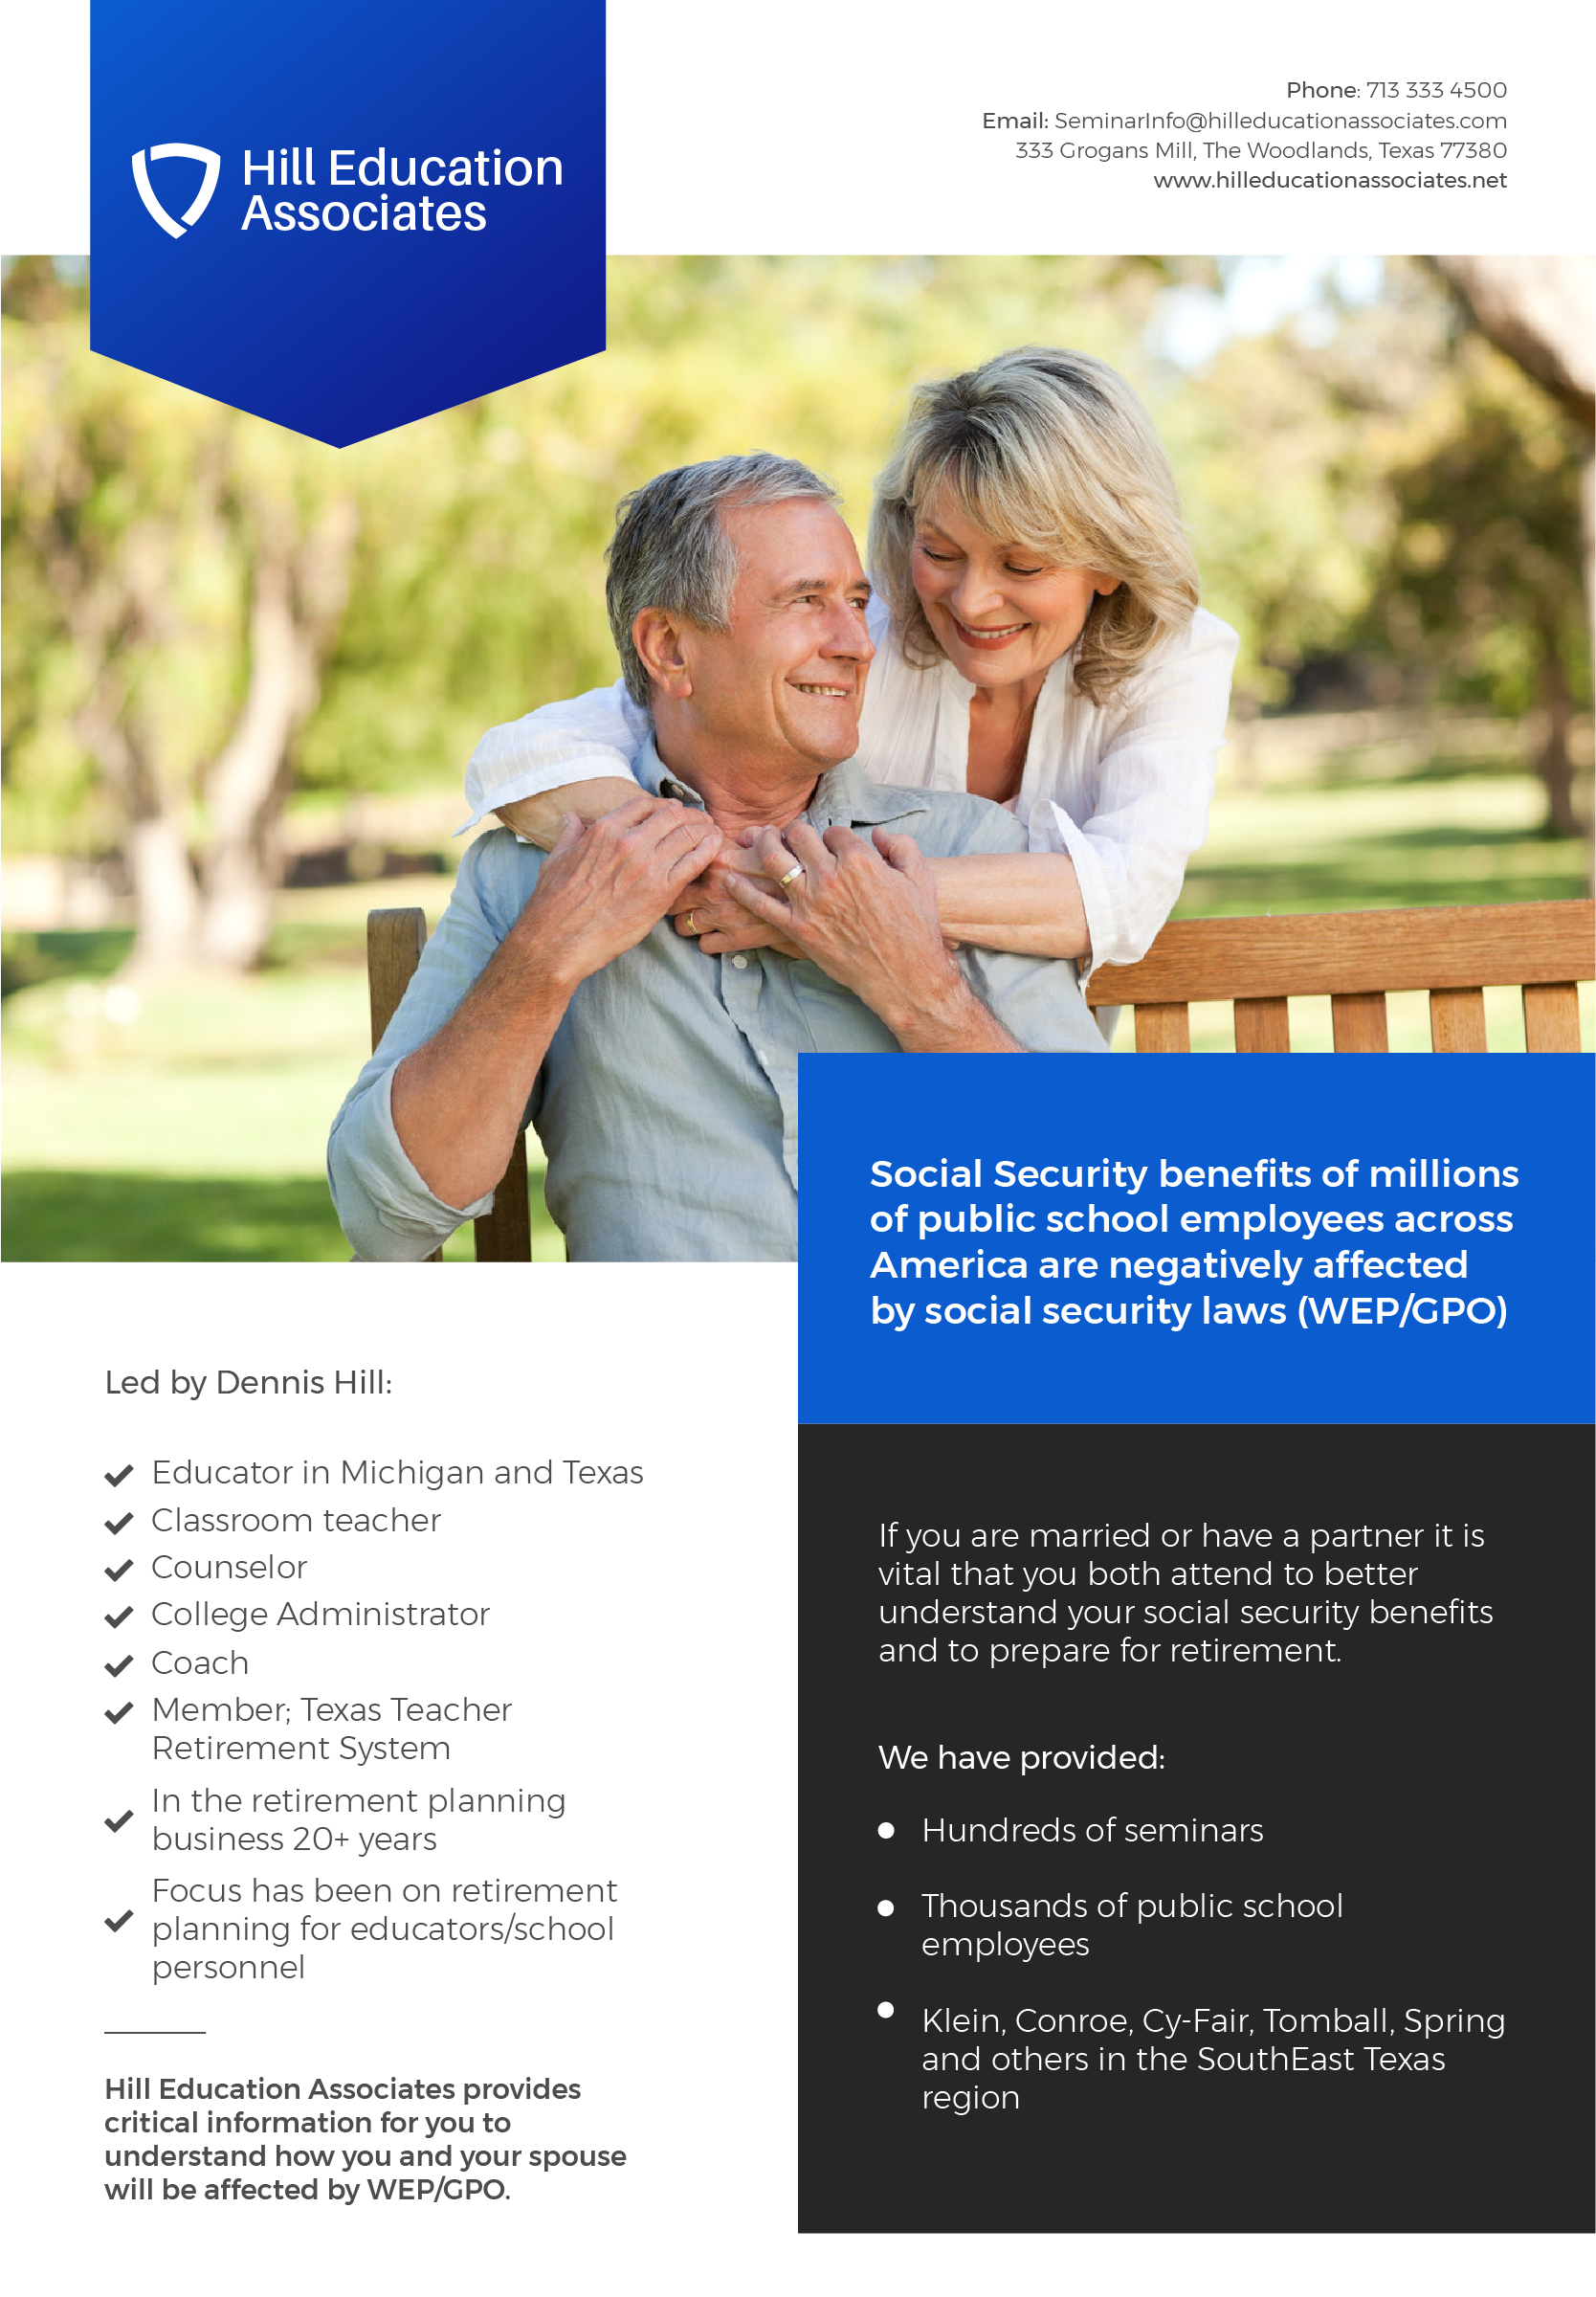 Hill Education
Associates
Phone: 713 333 4500
Email: SeminarInfo@hilleducationassociates.com
333 Grogans Mill, The Woodlands, Texas 77380
www.hilleducationassociates.net
Social Security benefits of millions
of public school employees across
America are negatively affected
by social security laws (WEP/GPO)
Led by Dennis Hill:
Educator in Michigan and Texas
Classroom teacher
Counselor
College Administrator
Coach
Member; Texas Teacher
Retirement System
In the retirement planning
business 20+ years
Focus has been on retirement
planning for educators/school
personnel
Hill Education Associates provides
critical information for you to
understand how you and your spouse
will be affected by WEP/GPO.
If you are married or have a partner it is
vital that you both attend to better
understand your social security benefits
and to prepare for retirement.
We have provided:
Hundreds of seminars
Thousands of public school
employees
Klein, Conroe, Cy-Fair, Tomball, Spring
and others in the SouthEast Texas
region